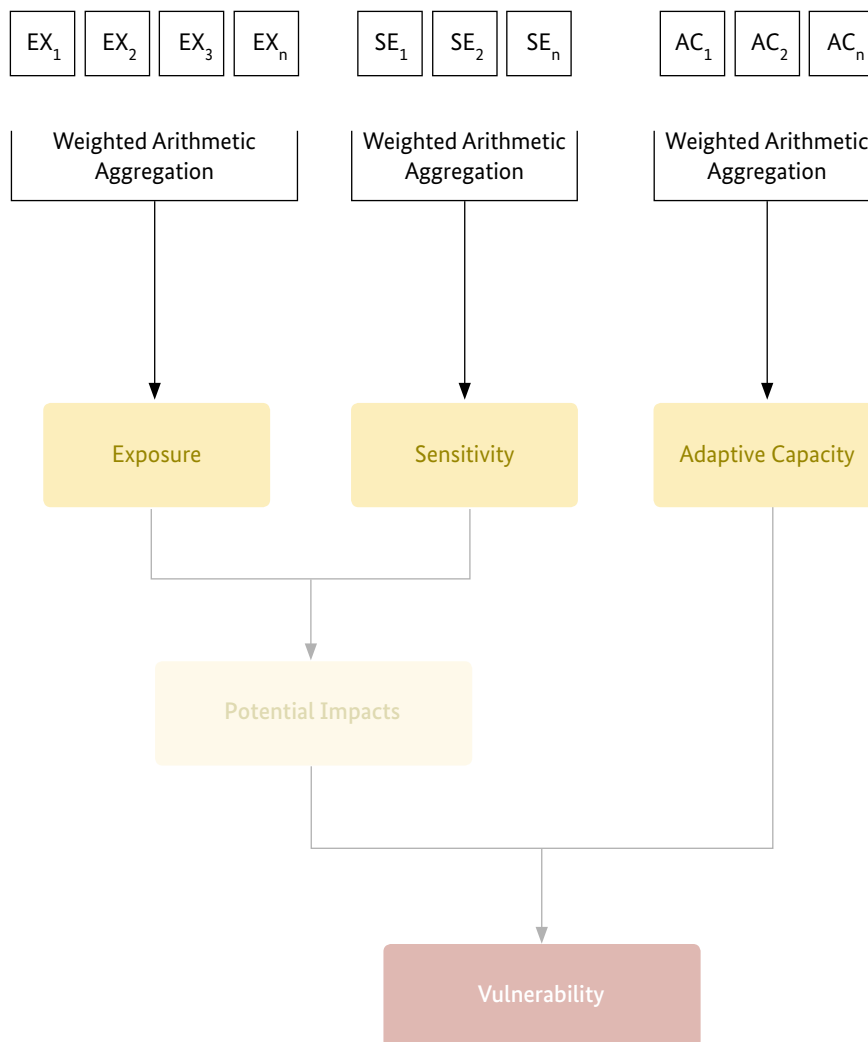 EX1 EX2 EX3 EXn SE1 SE2 SEn AC1 AC2 ACn
Weighted Arithmetic Aggregation
Weighted Arithmetic Aggregation
Weighted Arithmetic Aggregation
Exposure
Sensitivity
Adaptive Capacity
Potential Impacts
Vulnerability